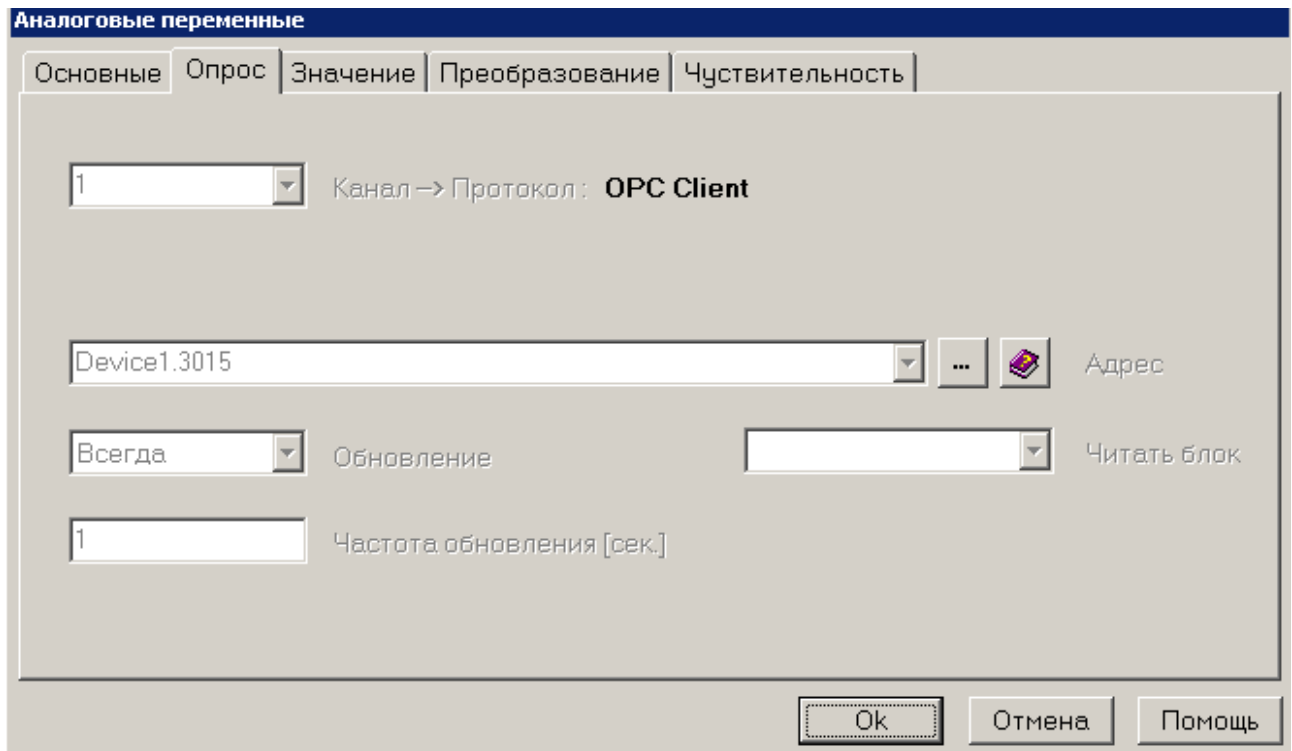 Аналоговые переменные
Основные Опрос Значение Преобразование Чуствительность
1 Канал -> Протокол : OPC Client
Device1.3015 ... Адрес
Всегда Обновление Читать блок
1 Частота обновления [сек.]
Ok Отмена Помощь